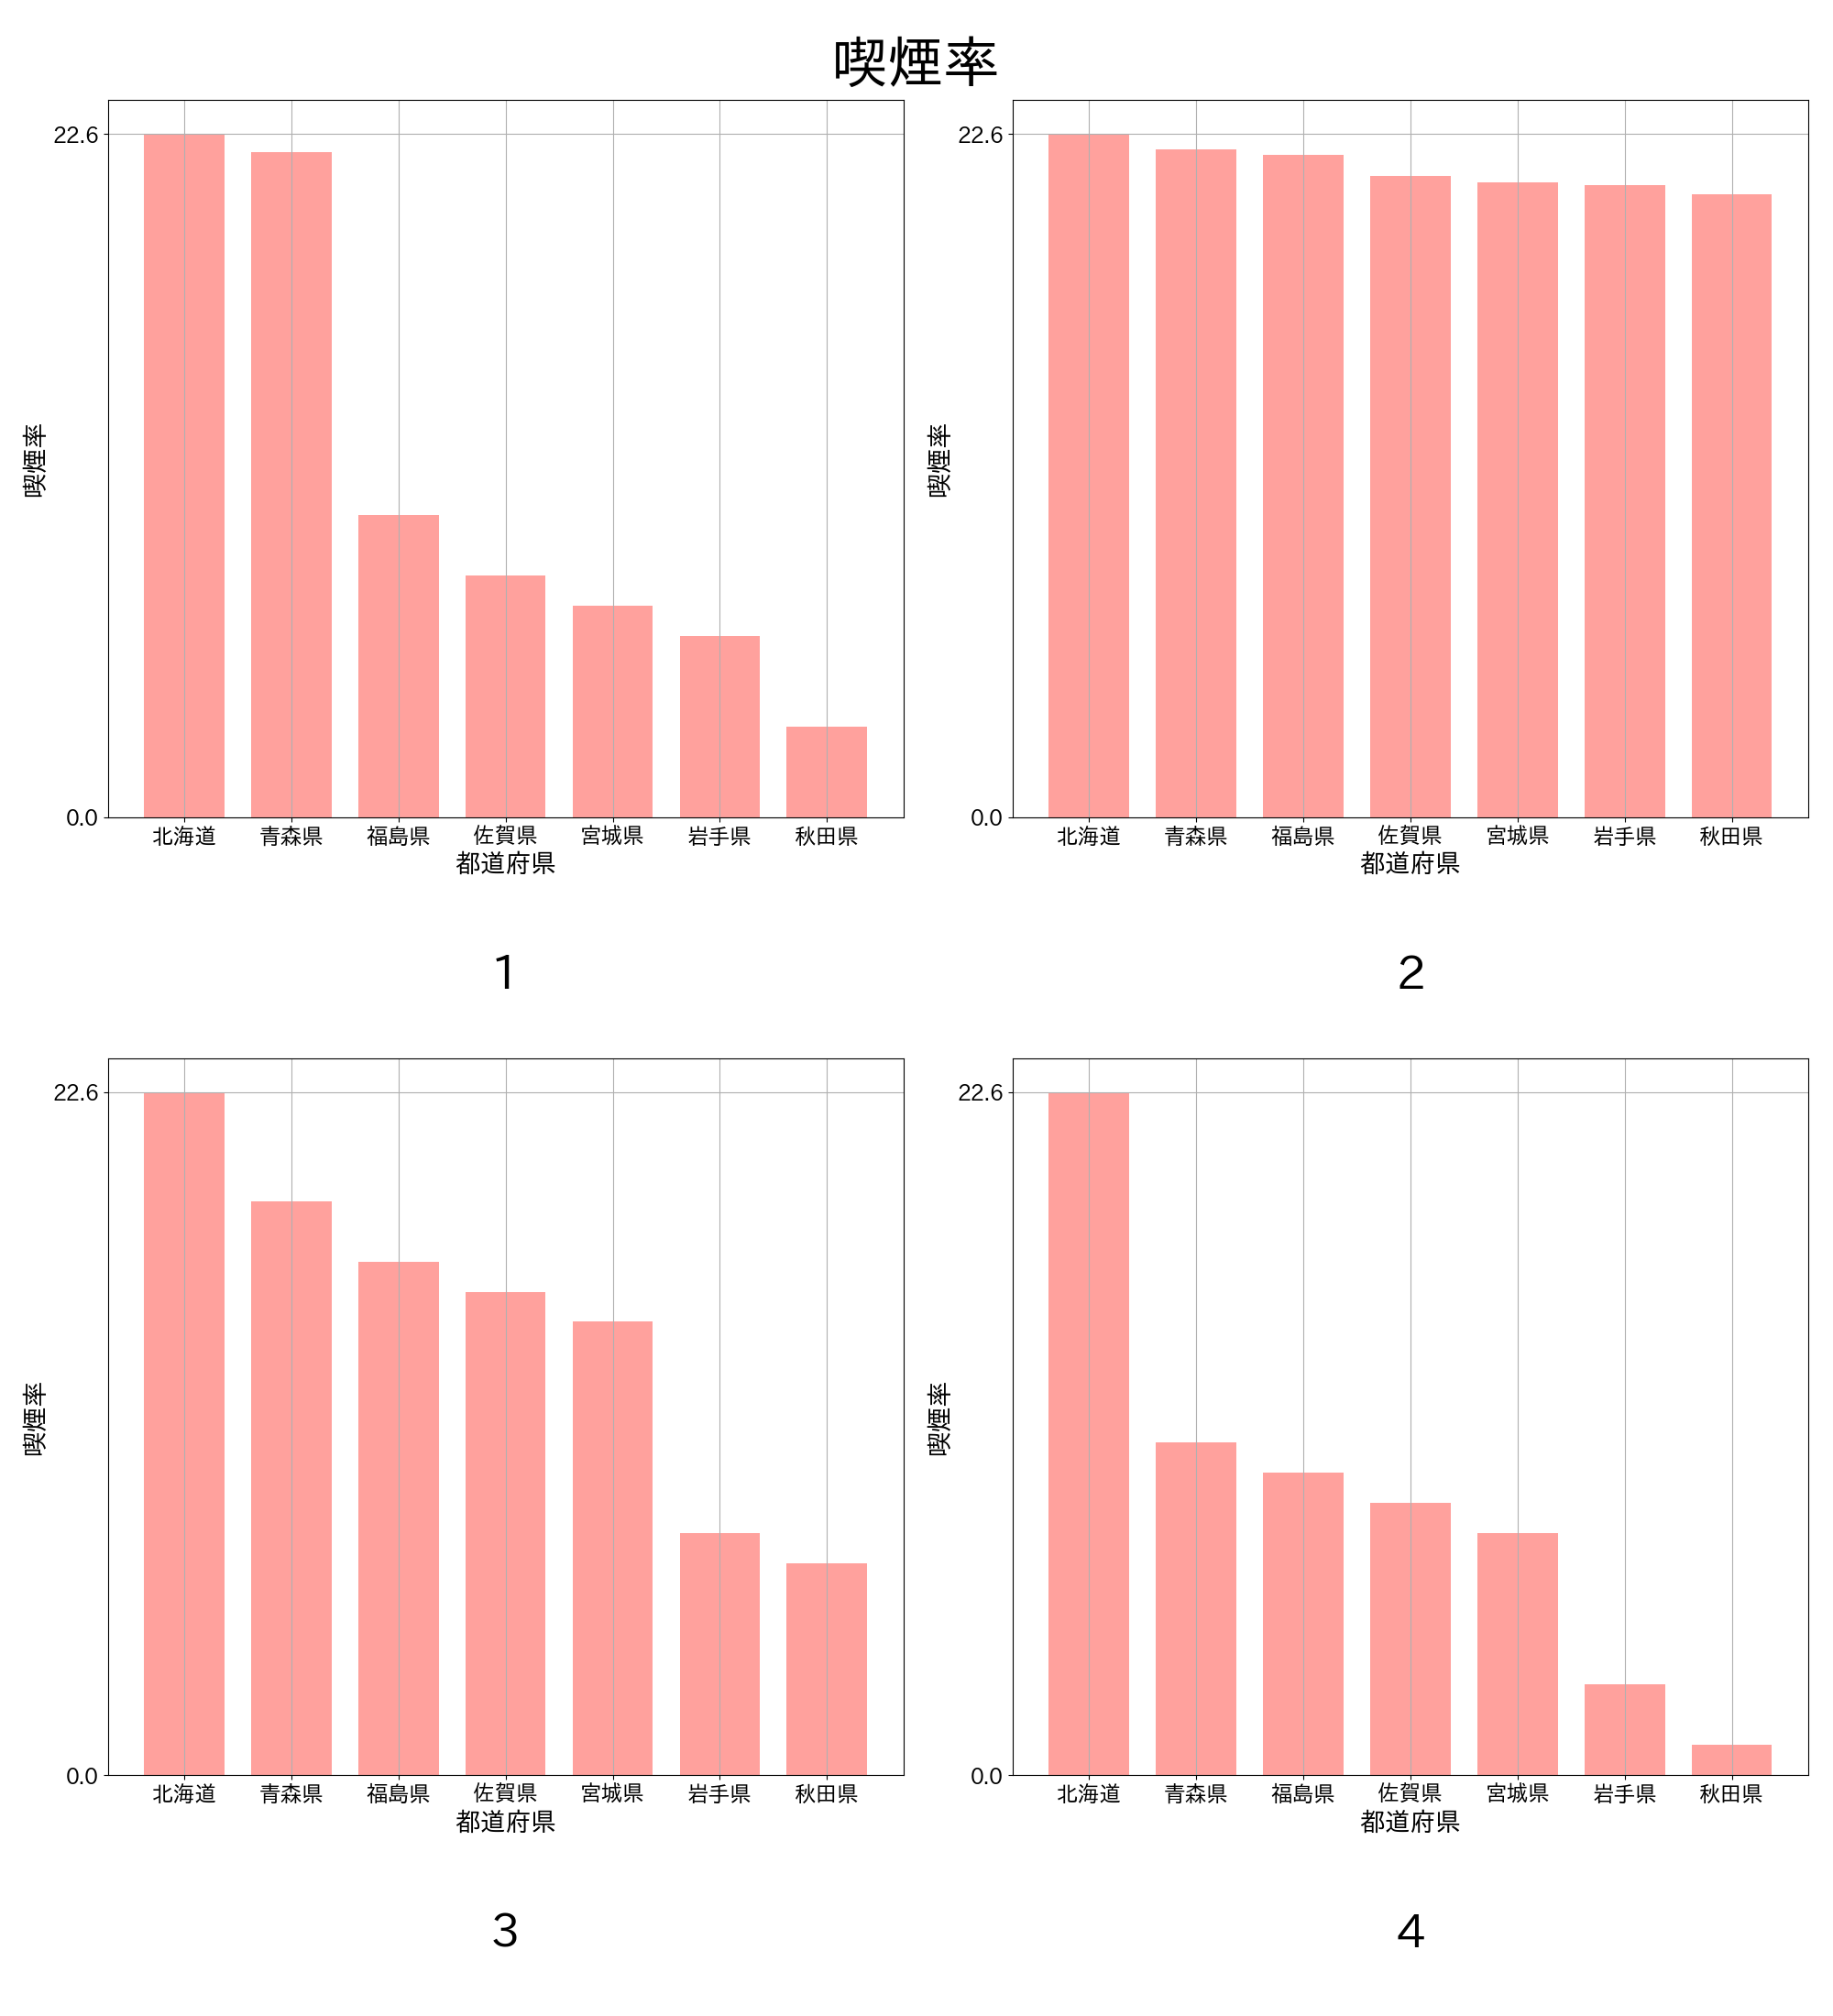 喫煙率
22.6
0.0
喫煙率
北海道 青森県 福島県 佐賀県 宮城県 岩手県 秋田県
都道府県
1
22.6
0.0
喫煙率
北海道 青森県 福島県 佐賀県 宮城県 岩手県 秋田県
都道府県
2
22.6
0.0
喫煙率
北海道 青森県 福島県 佐賀県 宮城県 岩手県 秋田県
都道府県
3
22.6
0.0
喫煙率
北海道 青森県 福島県 佐賀県 宮城県 岩手県 秋田県
都道府県
4